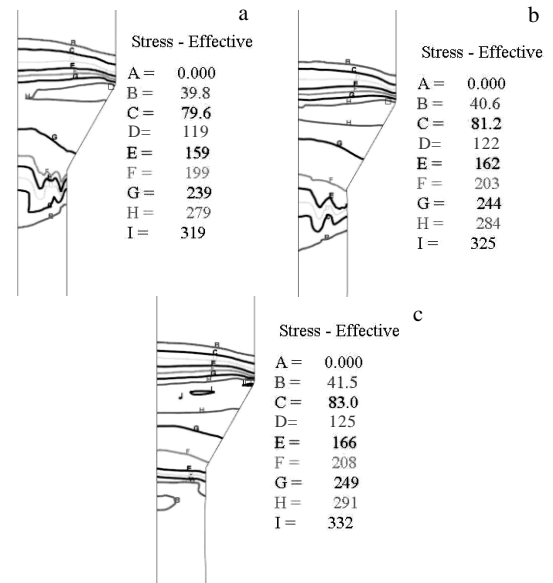 a
Stress - Effective
A = 0.000
B = 39.8
C = 79.6
D= 119
E = 159
F = 199
G = 239
H = 279
I = 319
b
Stress - Effective
A = 0.000
B = 40.6
C = 81.2
D= 122
E = 162
F = 203
G = 244
H = 284
I = 325
c
Stress - Effective
A = 0.000
B = 41.5
C = 83.0
D= 125
E = 166
F = 208
G = 249
H = 291
I = 332